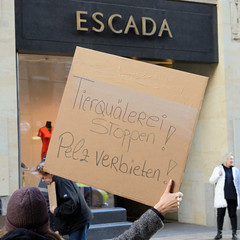 ESCADA
Tierquälerei
stoppen!
Pelz verbieten!